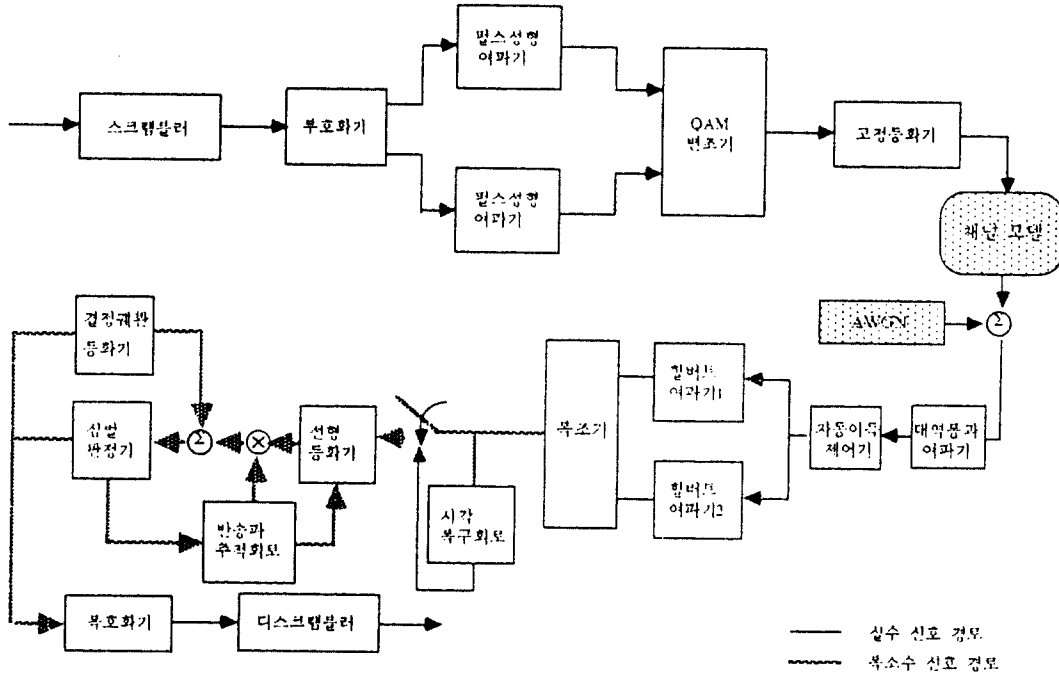 펄스성형
여파기
스크램블러
부호화기
QAM
변조기
고정등화기
펄스성형
여파기
채널 모델
결정궤환
등화기
AWGN
Σ
힐버트
여파기1
심벌
판정기
Σ
×
선형
등화기
복조기
자동이득
제어기
대역통과
여파기
시각
복구회로
힐버트
여파기2
반송파
추적회로
복호화기
디스크램블러
실수 신호 경로
복소수 신호 경로